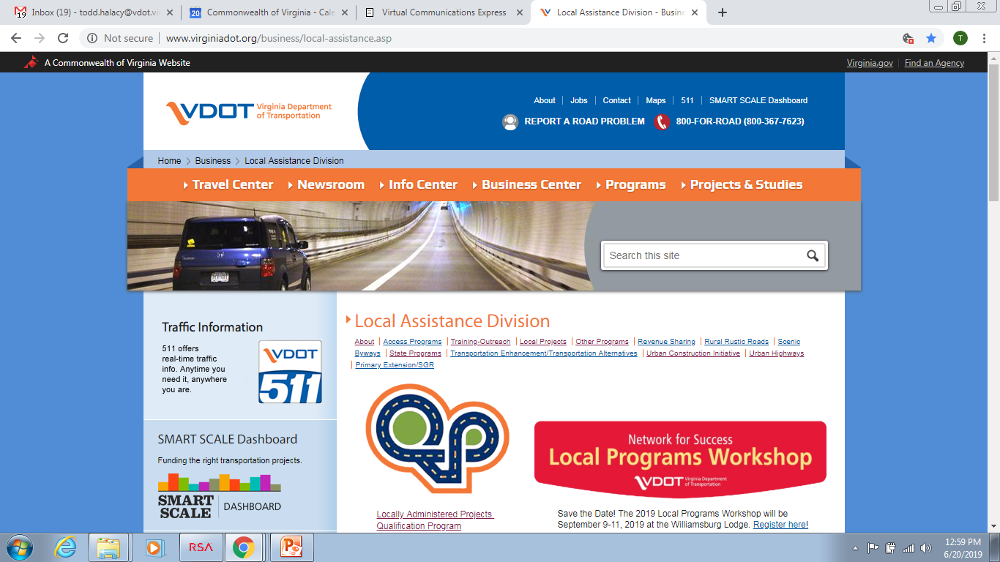 Inbox (19) - todd.halacy@vdot.vi
Commonwealth of Virginia - Cale
Virtual Communications Express
Local Assistance Division - Busine
Not secure | www.virginiadot.org/business/local-assistance.asp
T
A Commonwealth of Virginia Website
Virginia.gov | Find an Agency
VDOT Virginia Department
of Transportation
About | Jobs | Contact | Maps | 511 | SMART SCALE Dashboard
REPORT A ROAD PROBLEM 800-FOR-ROAD (800-367-7623)
Home > Business > Local Assistance Division
Travel Center Newsroom Info Center Business Center Programs Projects & Studies
Search this site
Traffic Information
511 offers
real-time traffic
info. Anytime you
need it, anywhere
you are.
VDOT
511
SMART SCALE Dashboard
Funding the right transportation projects.
SMART
SCALE | DASHBOARD
Local Assistance Division
About | Access Programs | Training-Outreach | Local Projects | Other Programs | Revenue Sharing | Rural Rustic Roads | Scenic
Byways | State Programs | Transportation Enhancement/Transportation Alternatives | Urban Construction Initiative | Urban Highways
| Primary Extension/SGR
Network for Success
Local Programs Workshop
VDOT Virginia Department
of Transportation
Locally Administered Projects
Qualification Program
Save the Date! The 2019 Local Programs Workshop will be
September 9-11, 2019 at the Williamsburg Lodge. Register here!
RSA
12:59 PM
6/20/2019